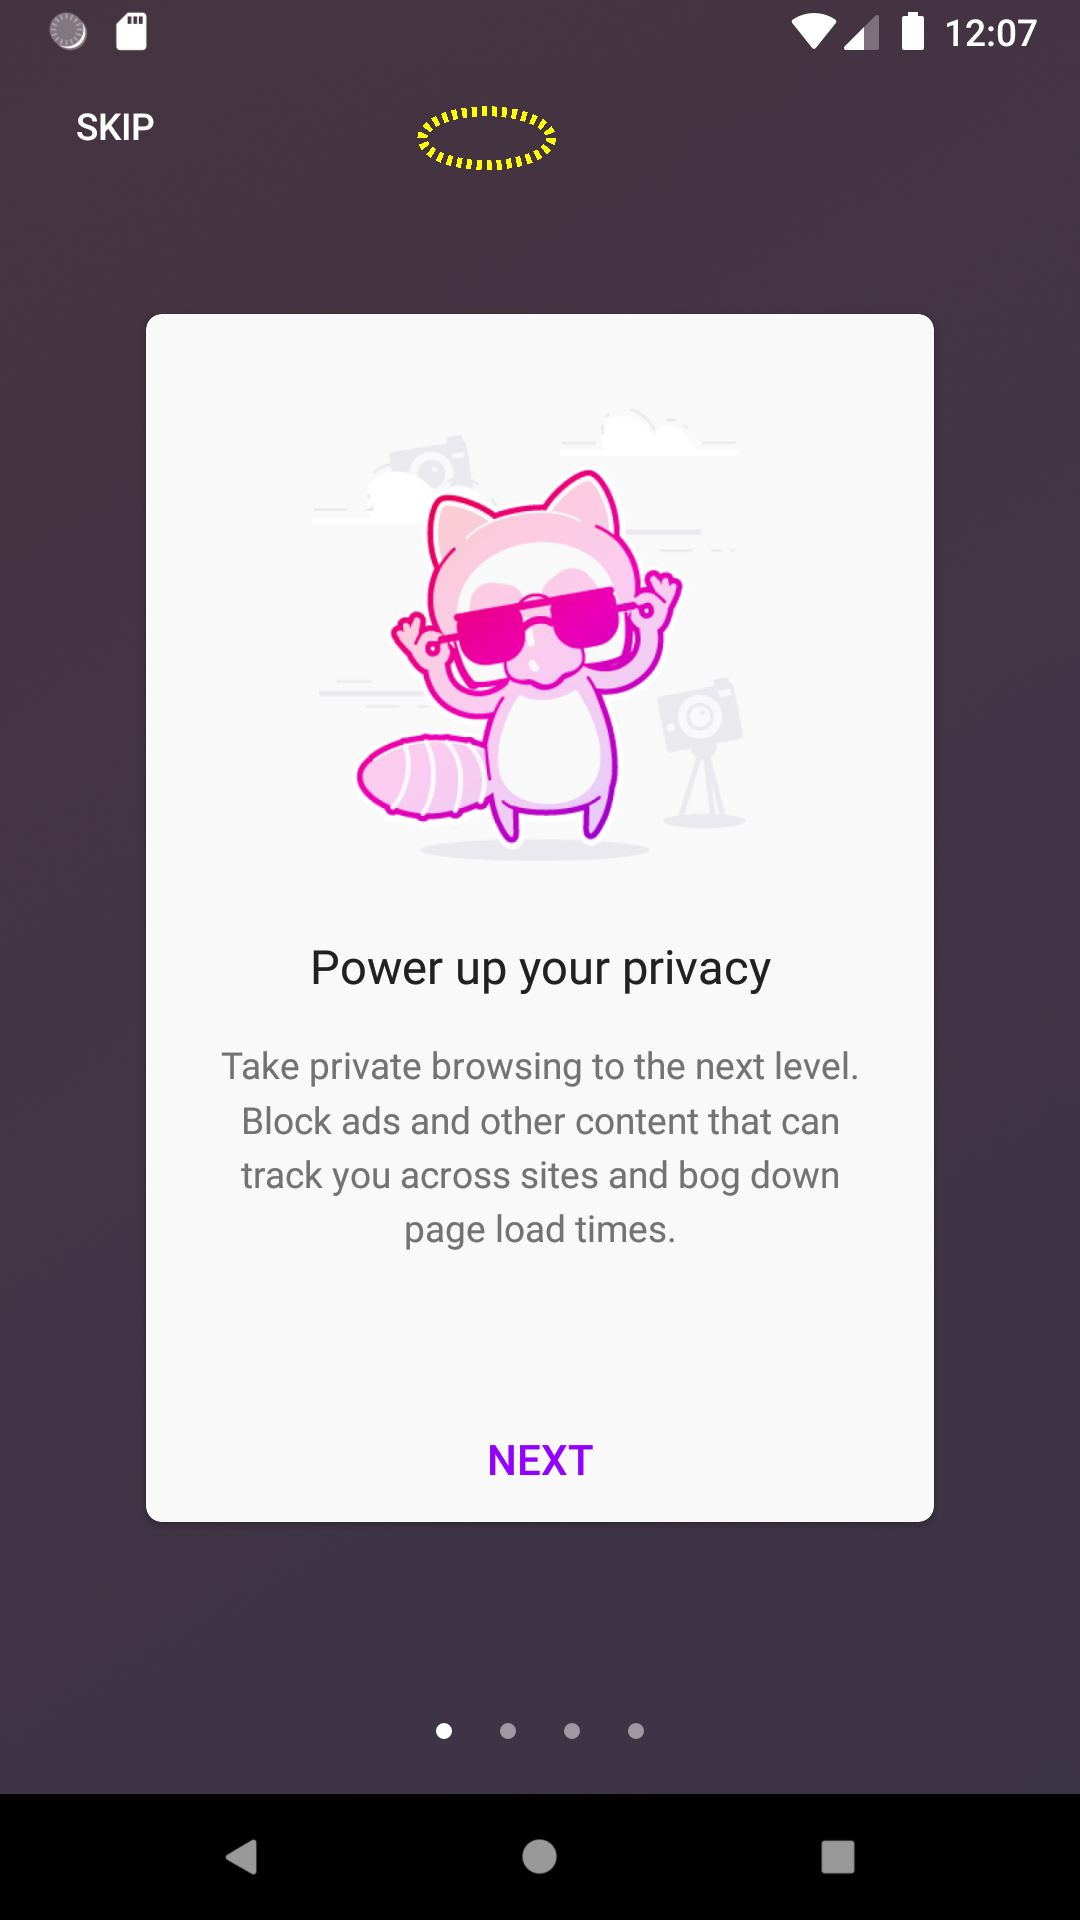 12:07
SKIP
Power up your privacy
Take private browsing to the next level.
Block ads and other content that can
track you across sites and bog down
page load times.
NEXT